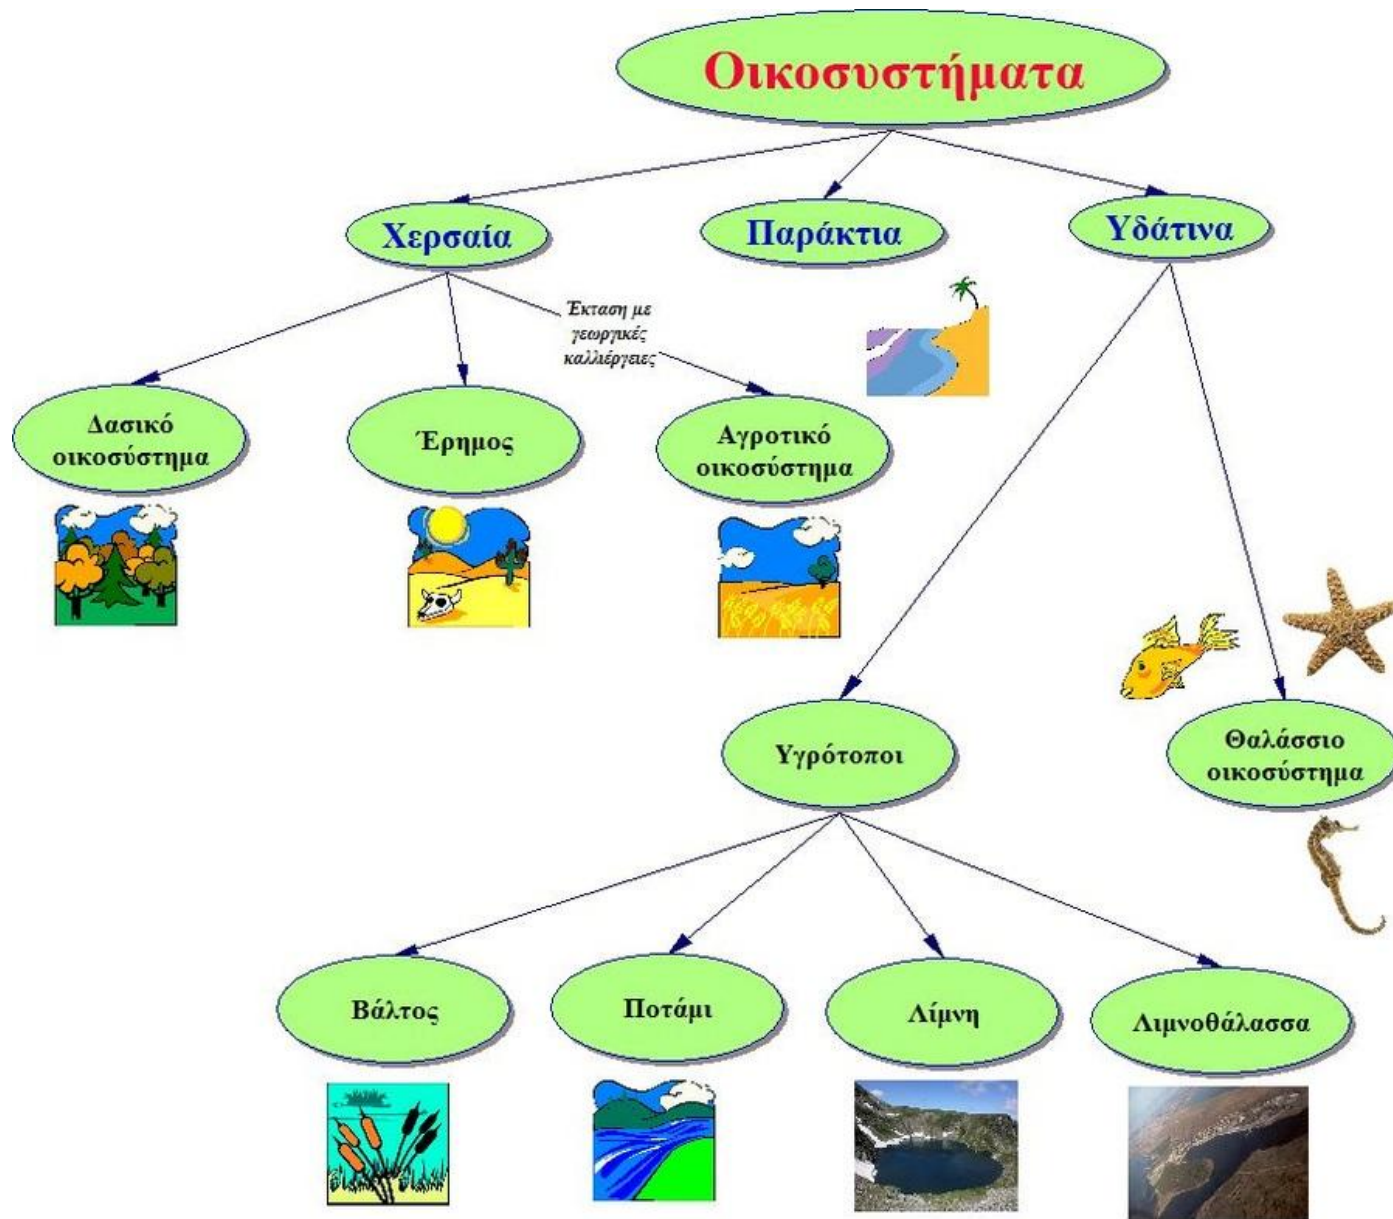 Οικοσυστήματα
Χερσαία
Παράκτια
Υδάτινα
Έκταση με
γεωργικές
καλλιέργειες
Δασικό
οικοσύστημα
Έρημος
Αγροτικό
οικοσύστημα
Υγρότοποι
Θαλάσσιο
οικοσύστημα
Βάλτος
Ποτάμι
Λίμνη
Λιμνοθάλασσα